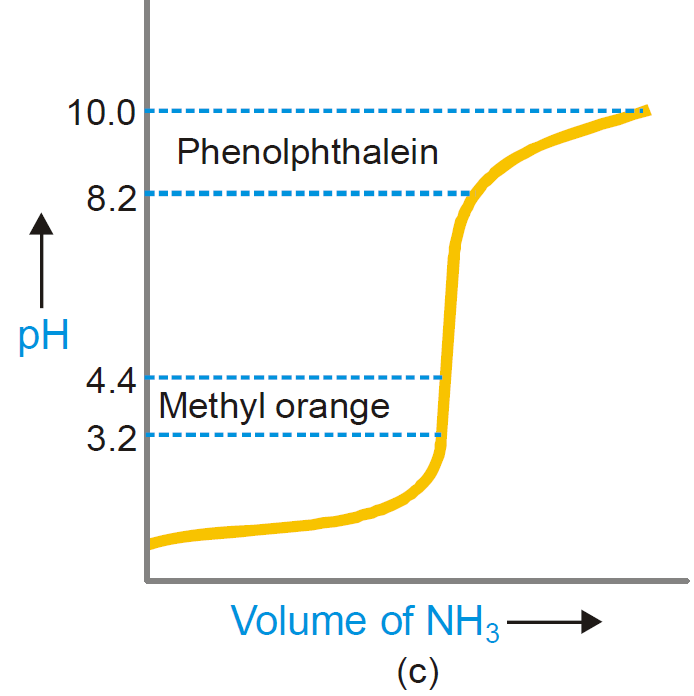 10.0
Phenolphthalein
8.2
pH
4.4
Methyl orange
3.2
Volume of NH₃
(c)